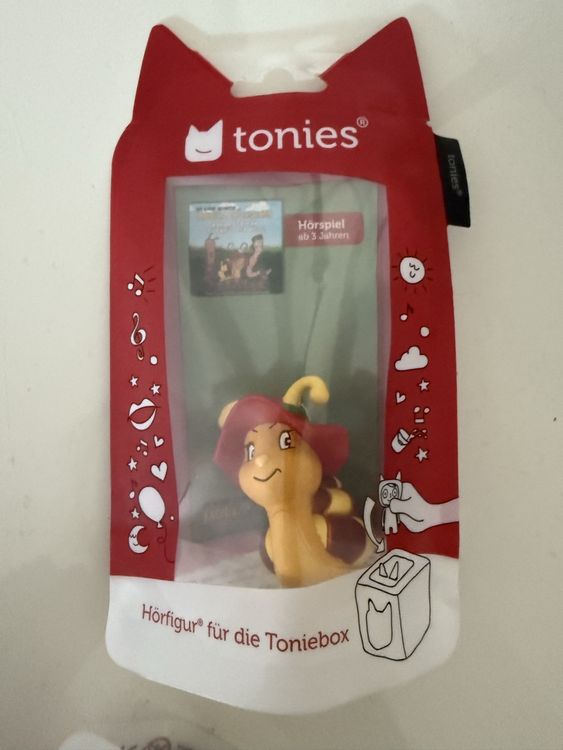 tonies®
tonies®
Hörspiel
ab 3 Jahren
Hörfigur® für die Toniebox